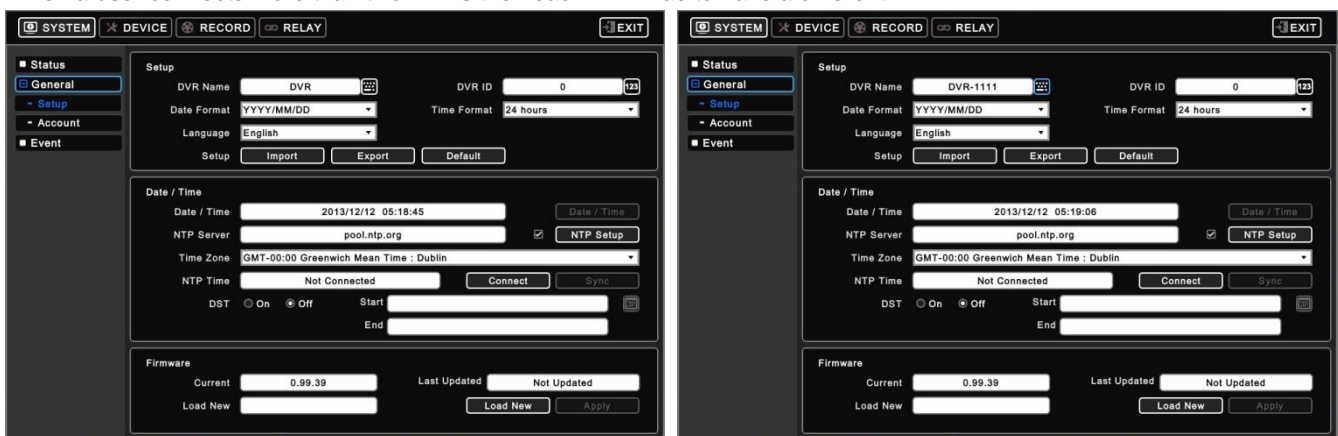 SYSTEM DEVICE RECORD RELAY EXIT
Status
General
- Setup
- Account
Event
Setup
DVR Name DVR DVR ID 0 123
Date Format YYYY/MM/DD Time Format 24 hours
Language English
Setup Import Export Default
Date / Time
Date / Time 2013/12/12 05:18:45 Date / Time
NTP Server pool.ntp.org NTP Setup
Time Zone GMT-00:00 Greenwich Mean Time : Dublin
NTP Time Not Connected Connect Sync
DST On Off Start
End
Firmware
Current 0.99.39 Last Updated Not Updated
Load New Load New Apply
SYSTEM DEVICE RECORD RELAY EXIT
Status
General
- Setup
- Account
Event
Setup
DVR Name DVR-1111 DVR ID 0 123
Date Format YYYY/MM/DD Time Format 24 hours
Language English
Setup Import Export Default
Date / Time
Date / Time 2013/12/12 05:19:06 Date / Time
NTP Server pool.ntp.org NTP Setup
Time Zone GMT-00:00 Greenwich Mean Time : Dublin
NTP Time Not Connected Connect Sync
DST On Off Start
End
Firmware
Current 0.99.39 Last Updated Not Updated
Load New Load New Apply